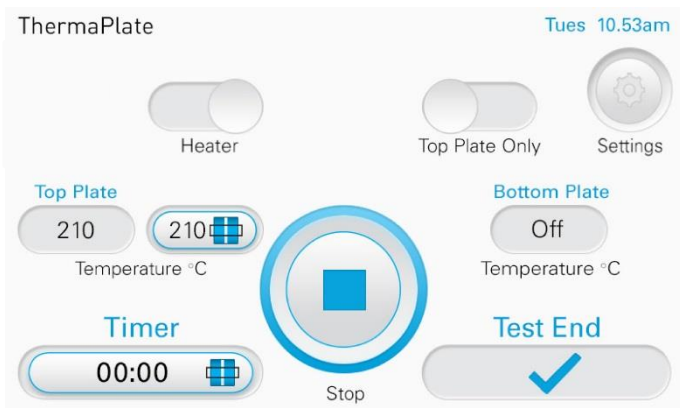 ThermaPlate
Tues 10.53am
Heater
Top Plate Only
Settings
Top Plate
Bottom Plate
210
210
Off
Temperature °C
Temperature °C
Timer
Test End
00:00
Stop